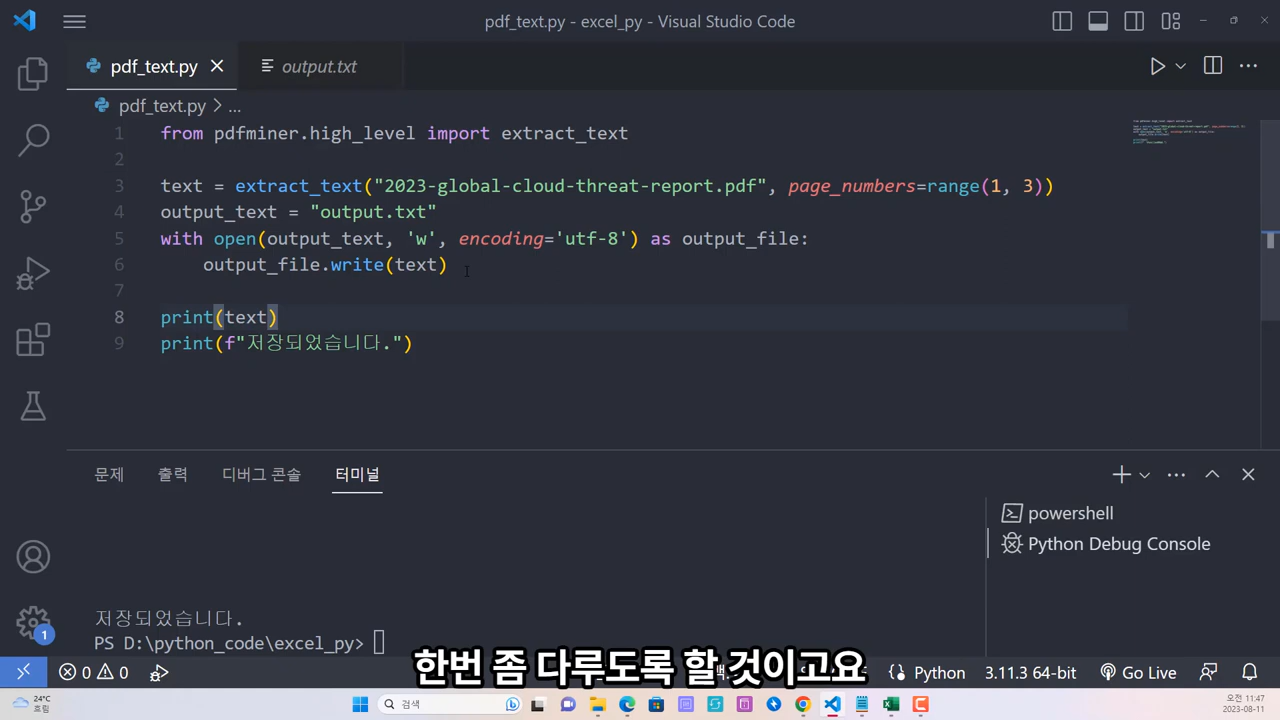 pdf_text.py - excel_py - Visual Studio Code
pdf_text.py
output.txt
pdf_text.py > ...
1 from pdfminer.high_level import extract_text
2
3 text = extract_text("2023-global-cloud-threat-report.pdf", page_numbers=range(1, 3))
4 output_text = "output.txt"
5 with open(output_text, 'w', encoding='utf-8') as output_file:
6 output_file.write(text)
7
8 print(text)
9 print(f"저장되었습니다.")
문제 출력 디버그 콘솔 터미널
powershell
Python Debug Console
저장되었습니다.
PS D:\python_code\excel_py>
한번 좀 다루도록 할 것이고요
1
0 0 Python 3.11.3 64-bit Go Live
24°C
흐림
검색
오전 11:47
2023-08-11